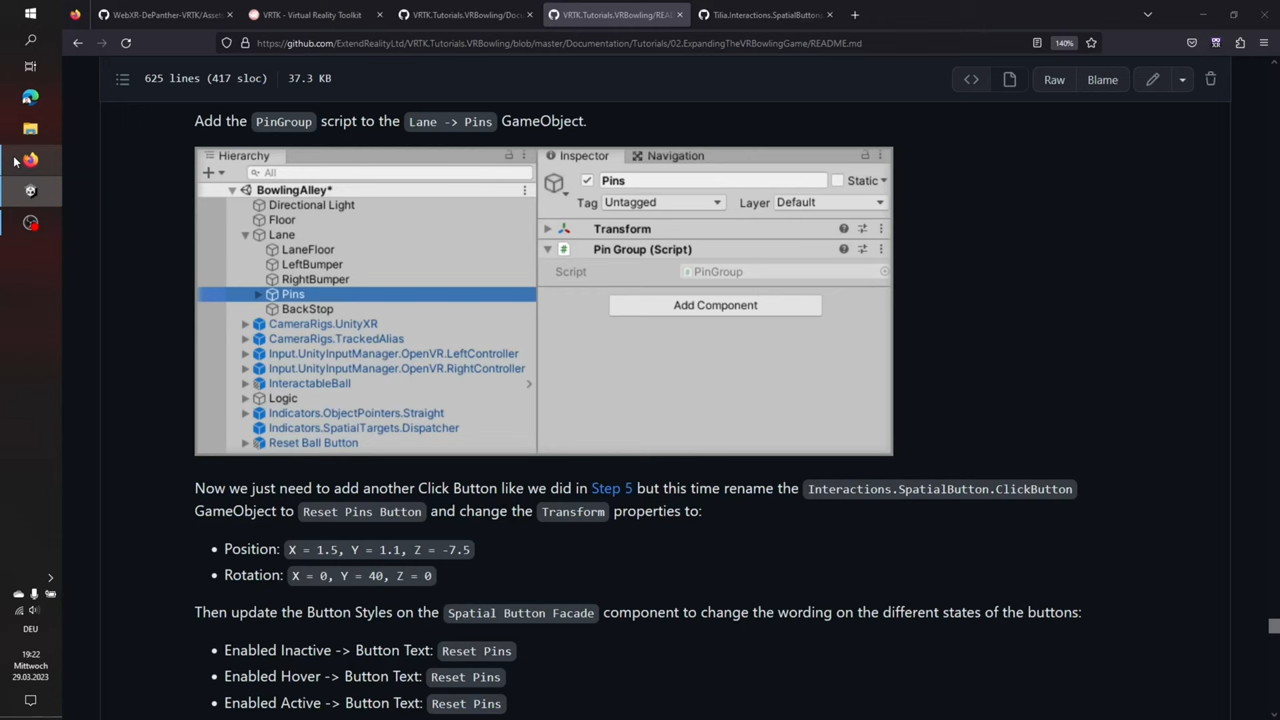 WebXR-DePanther-VRTK/Asset
VRTK - Virtual Reality Toolkit
VRTK.Tutorials.VRBowling/Docu
VRTK.Tutorials.VRBowling/REA
Tilia.Interactions.SpatialButtons
https://github.com/ExtendRealityLtd/VRTK.Tutorials.VRBowling/blob/master/Documentation/Tutorials/02.ExpandingTheVRBowlingGame/README.md
140%
625 lines (417 sloc) 37.3 KB
Raw
Blame
Add the PinGroup script to the Lane -> Pins GameObject.
Hierarchy
All
BowlingAlley*
Directional Light
Floor
Lane
LaneFloor
LeftBumper
RightBumper
Pins
BackStop
CameraRigs.UnityXR
CameraRigs.TrackedAlias
Input.UnityInputManager.OpenVR.LeftController
Input.UnityInputManager.OpenVR.RightController
InteractableBall
Logic
Indicators.ObjectPointers.Straight
Indicators.SpatialTargets.Dispatcher
Reset Ball Button
Inspector
Navigation
Pins
Static
Tag Untagged Layer Default
Transform
Pin Group (Script)
Script PinGroup
Add Component
Now we just need to add another Click Button like we did in Step 5 but this time rename the Interactions.SpatialButton.ClickButton
GameObject to Reset Pins Button and change the Transform properties to:
• Position: X = 1.5, Y = 1.1, Z = -7.5
• Rotation: X = 0, Y = 40, Z = 0
Then update the Button Styles on the Spatial Button Facade component to change the wording on the different states of the buttons:
• Enabled Inactive -> Button Text: Reset Pins
• Enabled Hover -> Button Text: Reset Pins
• Enabled Active -> Button Text: Reset Pins
DEU
19:22
Mittwoch
29.03.2023